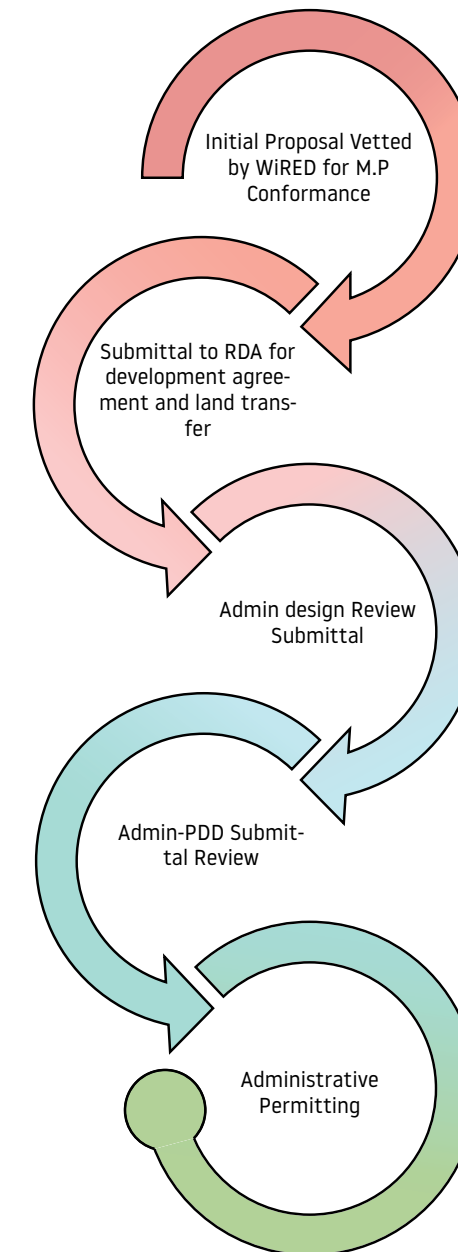 Initial Proposal Vetted
by WiRED for M.P
Conformance
Submittal to RDA for
development agree-
ment and land trans-
fer
Admin design Review
Submittal
Admin-PDD Submit-
tal Review
Administrative
Permitting